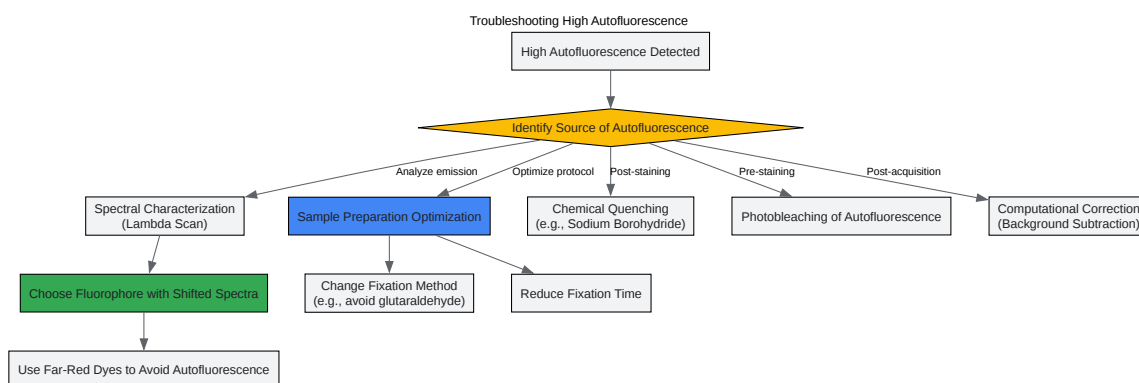 Troubleshooting High Autofluorescence
High Autofluorescence Detected
Identify Source of Autofluorescence
Analyze emission
Optimize protocol
Post-staining
Pre-staining
Post-acquisition
Spectral Characterization
(Lambda Scan)
Sample Preparation Optimization
Chemical Quenching
(e.g., Sodium Borohydride)
Photobleaching of Autofluorescence
Computational Correction
(Background Subtraction)
Choose Fluorophore with Shifted Spectra
Change Fixation Method
(e.g., avoid glutaraldehyde)
Reduce Fixation Time
Use Far-Red Dyes to Avoid Autofluorescence